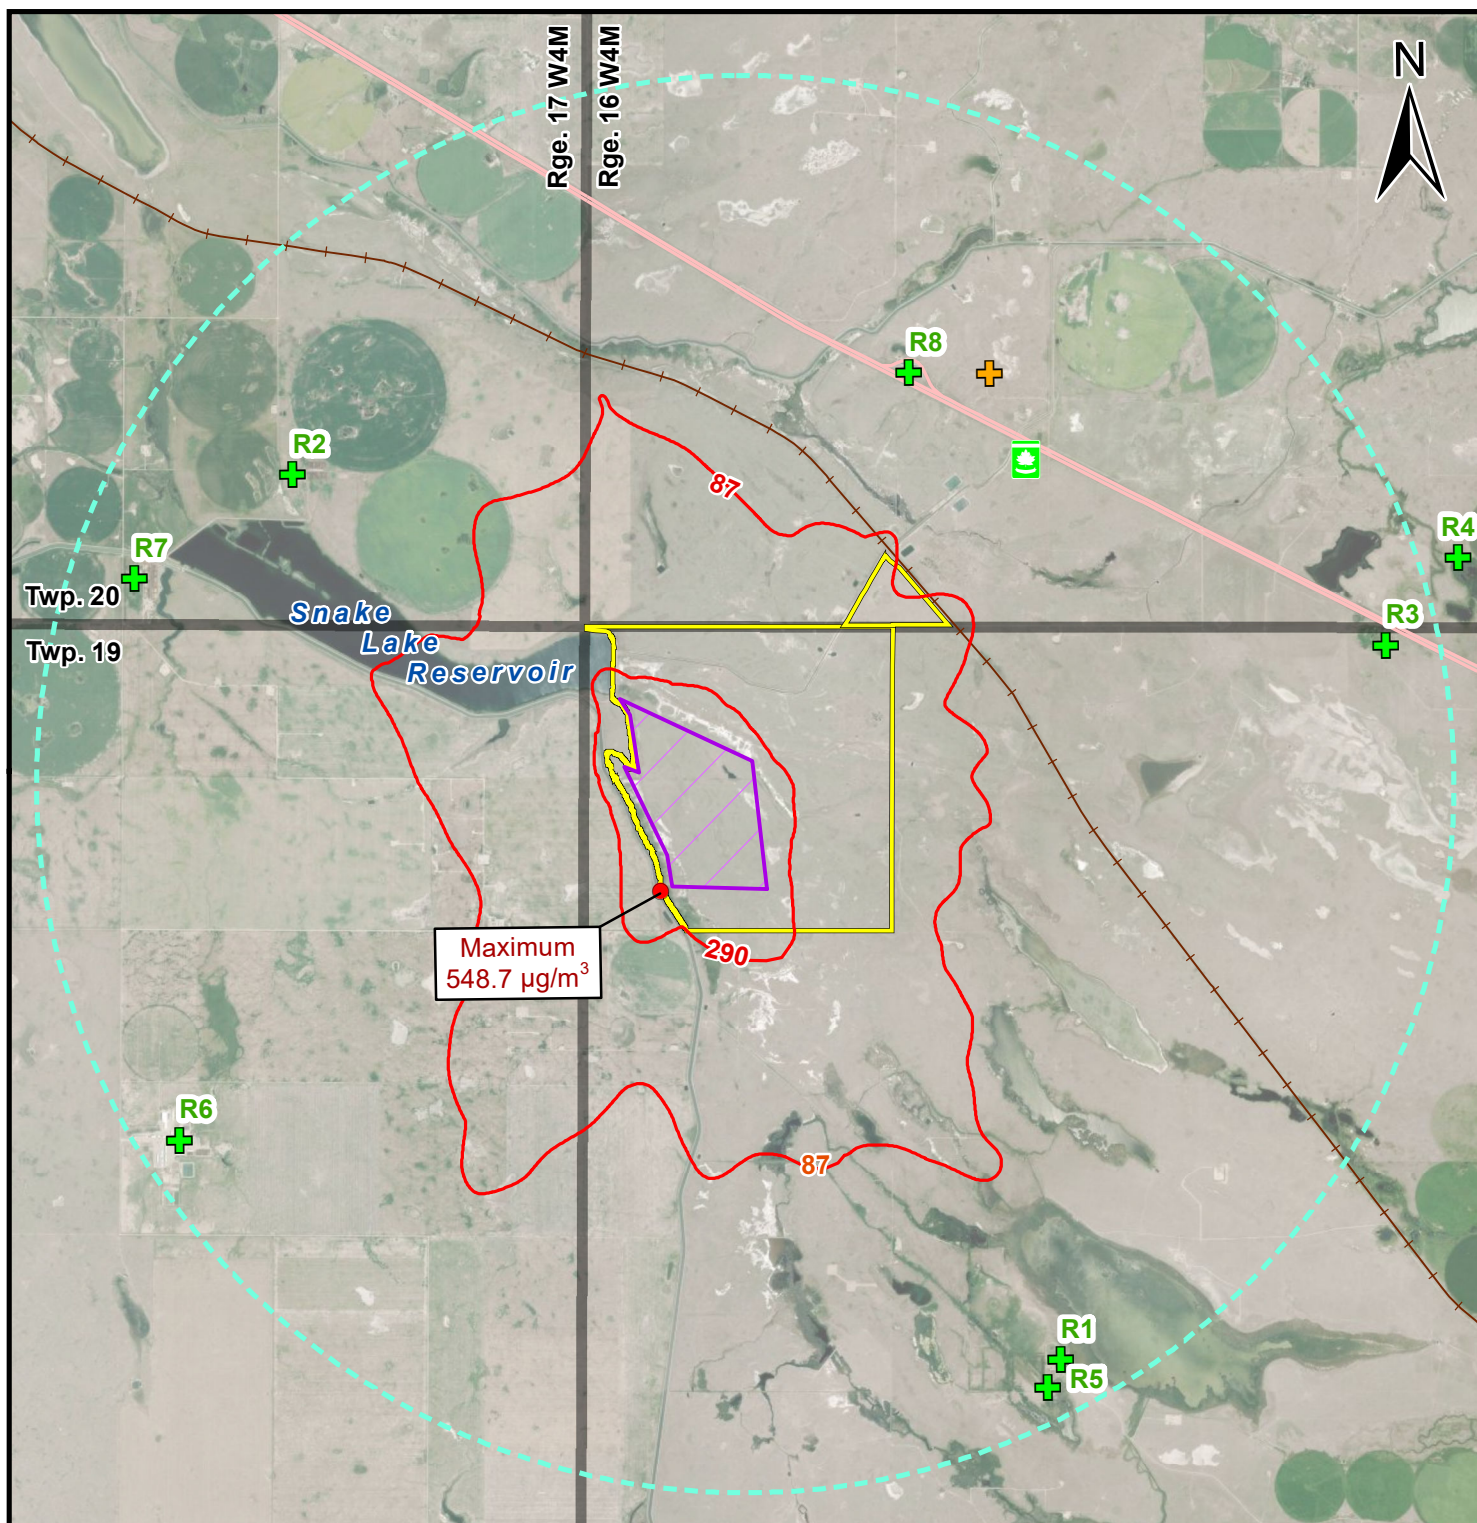 Rge. 17 W4M
Rge. 16 W4M
N
R8
R2
87
R7
R4
Twp. 20
Snake
Lake
Reservoir
R3
Twp. 19
Maximum
548.7 µg/m³
290
R6
87
R1
R5